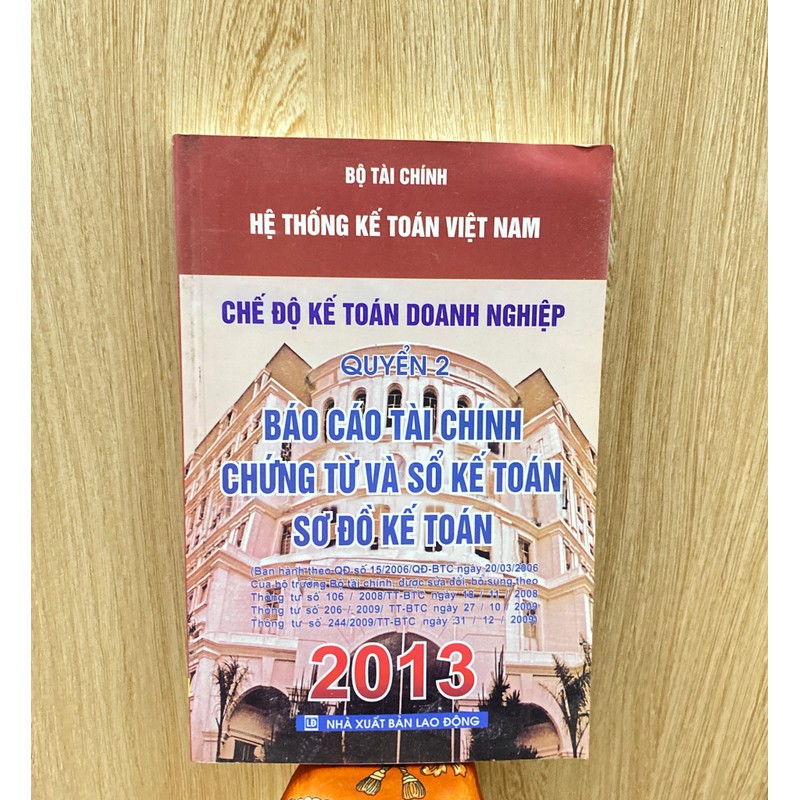 BỘ TÀI CHÍNH
HỆ THỐNG KẾ TOÁN VIỆT NAM
CHẾ ĐỘ KẾ TOÁN DOANH NGHIỆP
QUYỂN 2
BÁO CÁO TÀI CHÍNH
CHỨNG TỪ VÀ SỔ KẾ TOÁN
SƠ ĐỒ KẾ TOÁN
(Ban hành theo QĐ số 15/2006/QĐ-BTC ngày 20/03/2006
Của bộ trưởng Bộ tài chính, được sửa đổi, bổ sung theo
Thông tư số 106 / 2008/TT-BTC ngày 18 / 11 / 2008
Thông tư số 206 / 2009/ TT-BTC ngày 27 / 10 / 2009
Thông tư số 244/2009/TT-BTC ngày 31 / 12 / 2009)
2013
LĐ NHÀ XUẤT BẢN LAO ĐỘNG